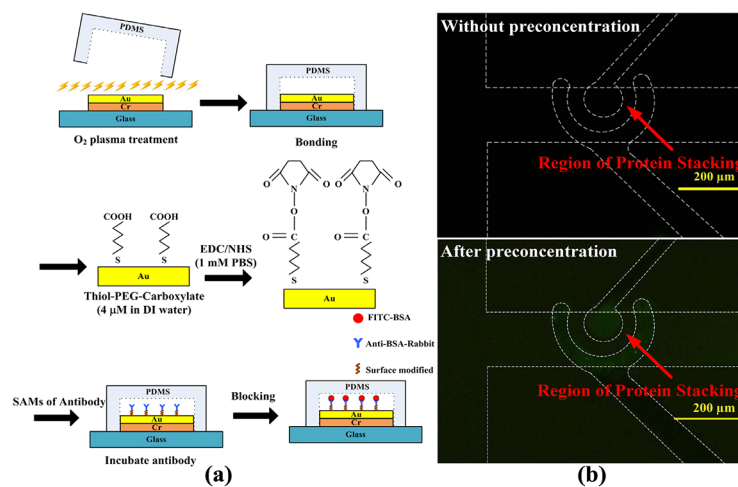 PDMS
Au
Cr
Glass
O₂ plasma treatment
PDMS
Au
Cr
Glass
Bonding
COOH COOH
S S
Au
Thiol-PEG-Carboxylate
(4 μM in DI water)
EDC/NHS
(1 mM PBS)
O O O O
N N
O O
O C O C
S S
Au
FITC-BSA
Anti-BSA-Rabbit
Surface modified
SAMs of Antibody
PDMS
Au
Cr
Glass
Incubate antibody
Blocking
PDMS
Au
Cr
Glass
(a)
Without preconcentration
Region of Protein Stacking
200 μm
After preconcentration
Region of Protein Stacking
200 μm
(b)